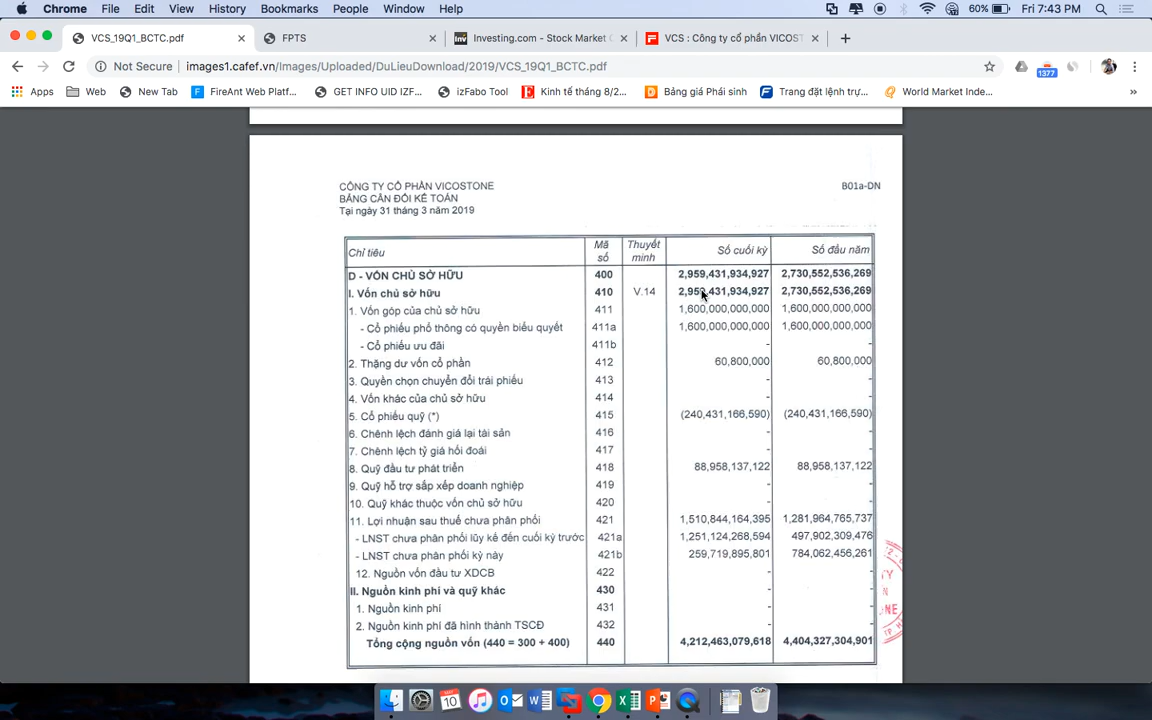 Chrome File Edit View History Bookmarks People Window Help 60% Fri 7:43 PM
VCS_19Q1_BCTC.pdf FPTS Investing.com - Stock Market VCS : Công ty cổ phần VICOST
Not Secure images1.cafef.vn/Images/Uploaded/DuLieuDownload/2019/VCS_19Q1_BCTC.pdf 1377
Apps Web New Tab FireAnt Web Platf... GET INFO UID IZF... izFabo Tool Kinh tế tháng 8/2... Bảng giá Phái sinh Trang đặt lệnh trự... World Market Inde... »
CÔNG TY CỔ PHẦN VICOSTONE B01a-DN
BẢNG CÂN ĐỐI KẾ TOÁN
Tại ngày 31 tháng 3 năm 2019
Chỉ tiêu Mã số Thuyết minh Số cuối kỳ Số đầu năm
D - VỐN CHỦ SỞ HỮU 400 2,959,431,934,927 2,730,552,536,269
I. Vốn chủ sở hữu 410 V.14 2,959,431,934,927 2,730,552,536,269
1. Vốn góp của chủ sở hữu 411 1,600,000,000,000 1,600,000,000,000
- Cổ phiếu phổ thông có quyền biểu quyết 411a 1,600,000,000,000 1,600,000,000,000
- Cổ phiếu ưu đãi 411b - -
2. Thặng dư vốn cổ phần 412 60,800,000 60,800,000
3. Quyền chọn chuyển đổi trái phiếu 413 - -
4. Vốn khác của chủ sở hữu 414 - -
5. Cổ phiếu quỹ (*) 415 (240,431,166,590) (240,431,166,590)
6. Chênh lệch đánh giá lại tài sản 416 - -
7. Chênh lệch tỷ giá hối đoái 417 - -
8. Quỹ đầu tư phát triển 418 88,958,137,122 88,958,137,122
9. Quỹ hỗ trợ sắp xếp doanh nghiệp 419 - -
10. Quỹ khác thuộc vốn chủ sở hữu 420 - -
11. Lợi nhuận sau thuế chưa phân phối 421 1,510,844,164,395 1,281,964,765,737
- LNST chưa phân phối lũy kế đến cuối kỳ trước 421a 1,251,124,268,594 497,902,309,476
- LNST chưa phân phối kỳ này 421b 259,719,895,801 784,062,456,261
12. Nguồn vốn đầu tư XDCB 422 - -
II. Nguồn kinh phí và quỹ khác 430 - -
1. Nguồn kinh phí 431 - -
2. Nguồn kinh phí đã hình thành TSCĐ 432 - -
Tổng cộng nguồn vốn (440 = 300 + 400) 440 4,212,463,079,618 4,404,327,304,901